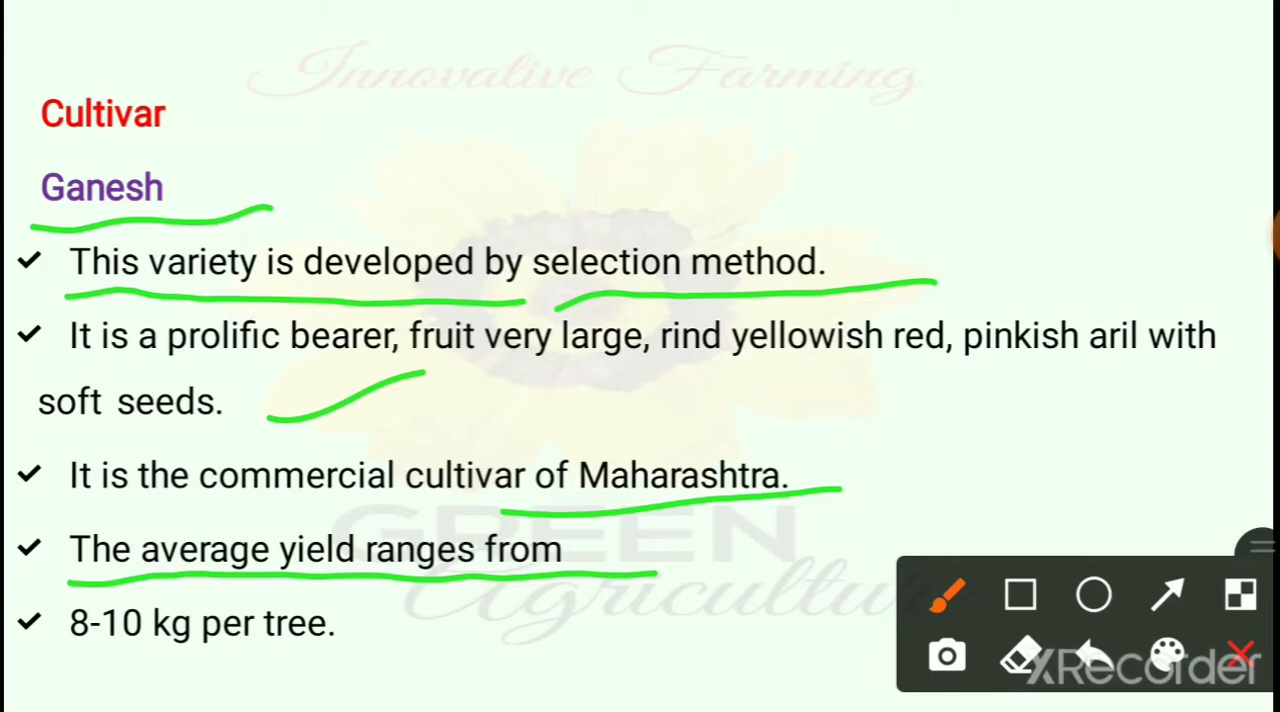 Innovative Farming
Cultivar
Ganesh
✓ This variety is developed by selection method.
✓ It is a prolific bearer, fruit very large, rind yellowish red, pinkish aril with
soft seeds.
✓ It is the commercial cultivar of Maharashtra.
GREEN
✓ The average yield ranges from
Agriculture
✓ 8-10 kg per tree.
XRecorder